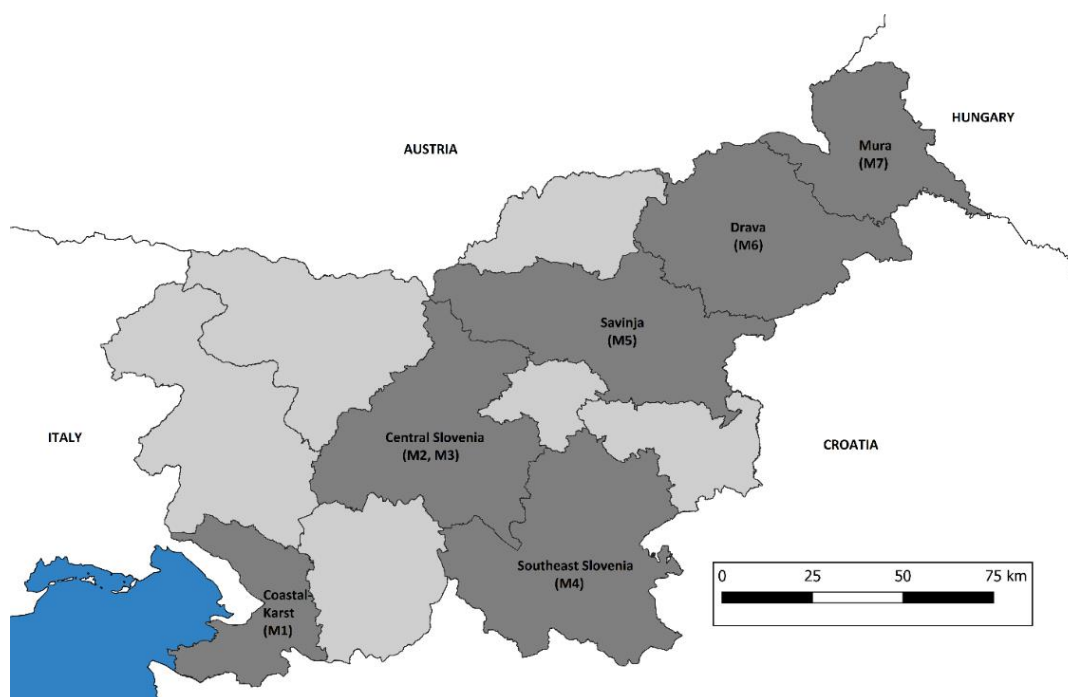 HUNGARY
AUSTRIA
Mura
(M7)
Drava
(M6)
Savinja
(M5)
ITALY
Central Slovenia
(M2, M3)
CROATIA
Southeast Slovenia
(M4)
0 25 50 75 km
Coastal-
Karst
(M1)